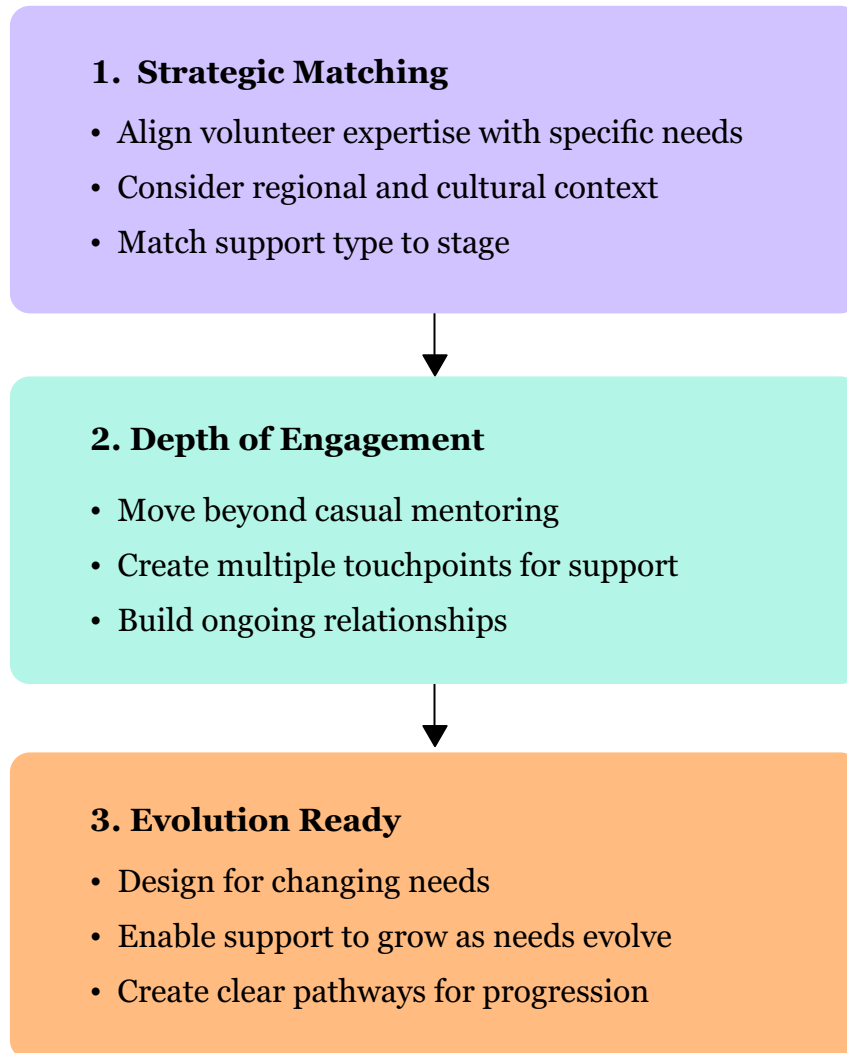 1. Strategic Matching
• Align volunteer expertise with specific needs
• Consider regional and cultural context
• Match support type to stage
2. Depth of Engagement
• Move beyond casual mentoring
• Create multiple touchpoints for support
• Build ongoing relationships
3. Evolution Ready
• Design for changing needs
• Enable support to grow as needs evolve
• Create clear pathways for progression